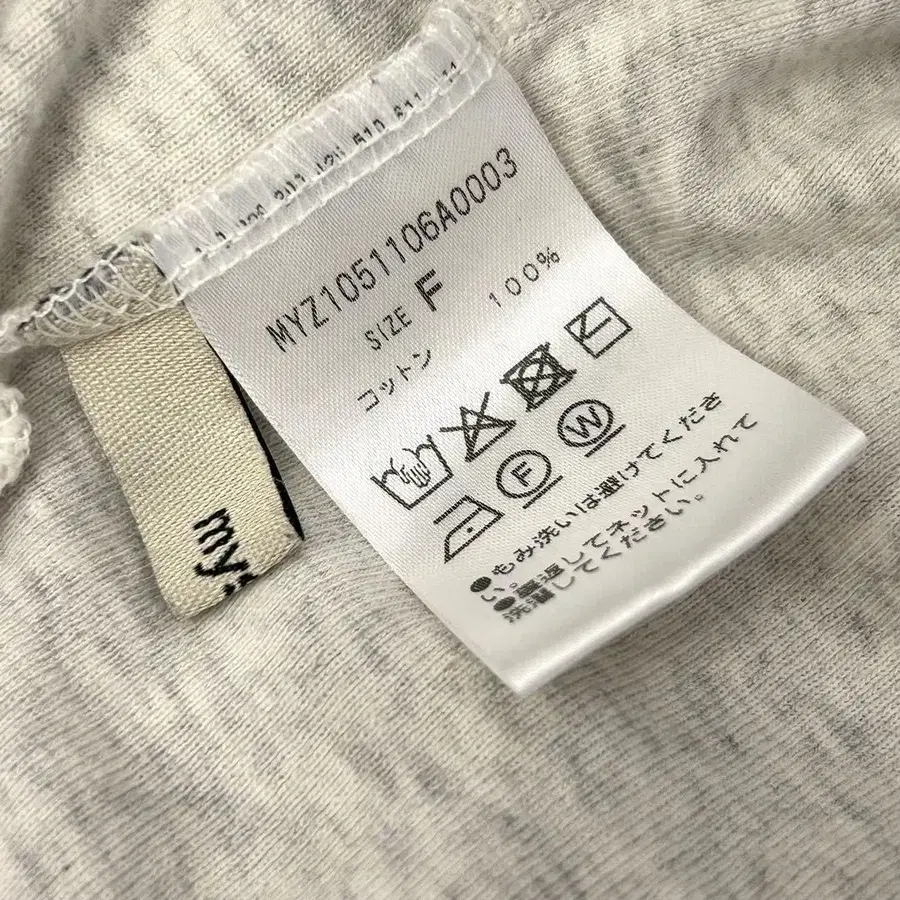 MYZ1051106A0003
SIZE F
コットン 100%
F W
●もみ洗いは避けてくださ
い。
●裏返してネットに入れて
洗濯してください。
my